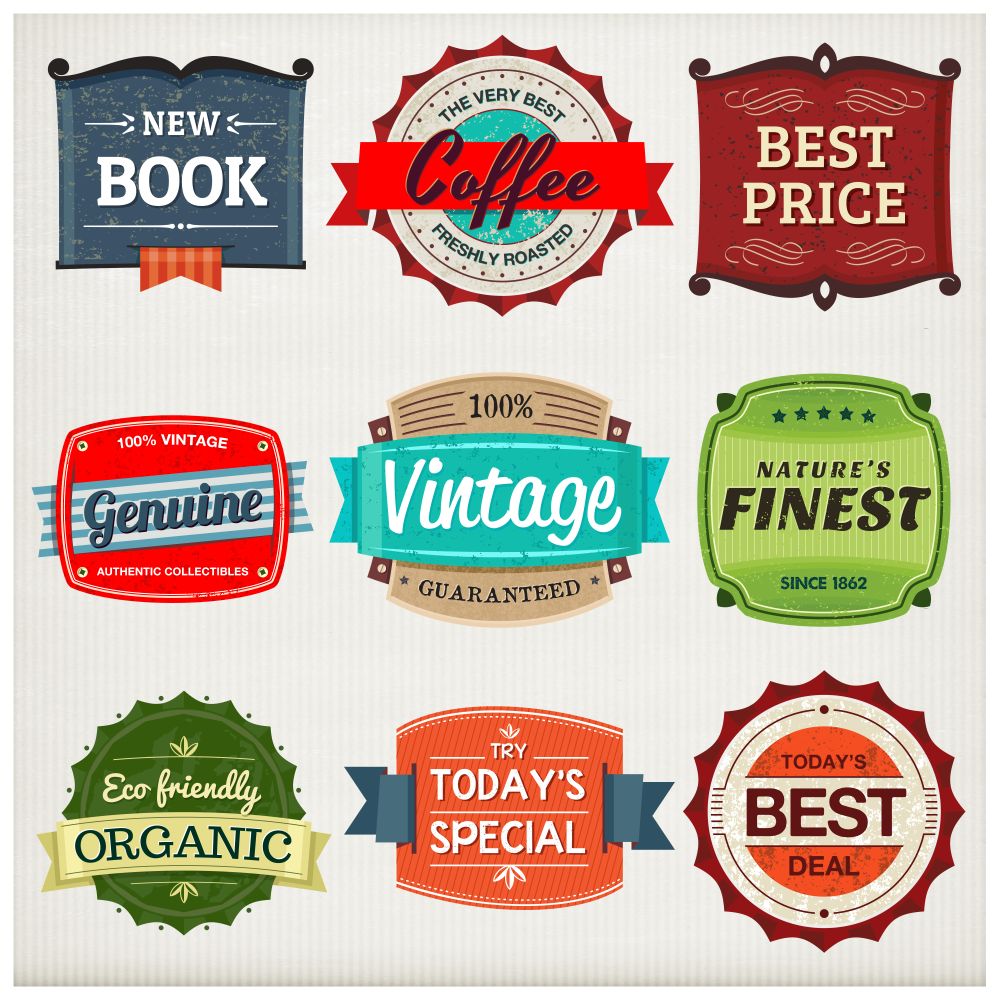 NEW
BOOK
THE VERY BEST
Coffee
FRESHLY ROASTED
BEST
PRICE
100% VINTAGE
Genuine
AUTHENTIC COLLECTIBLES
100%
Vintage
GUARANTEED
NATURE'S
FINEST
SINCE 1862
Eco friendly
ORGANIC
TRY
TODAY'S
SPECIAL
TODAY'S
BEST
DEAL